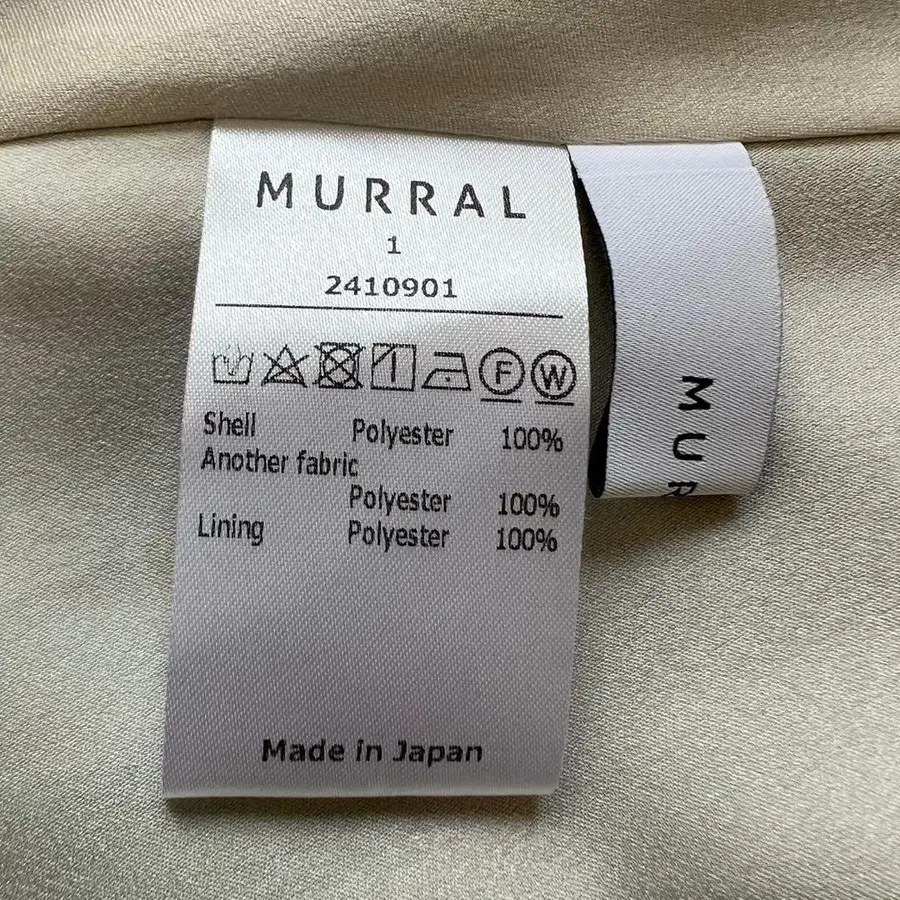 MURRAL
1
2410901
F W
Shell Polyester 100%
Another fabric
Polyester 100%
Lining Polyester 100%
Made in Japan
MUR